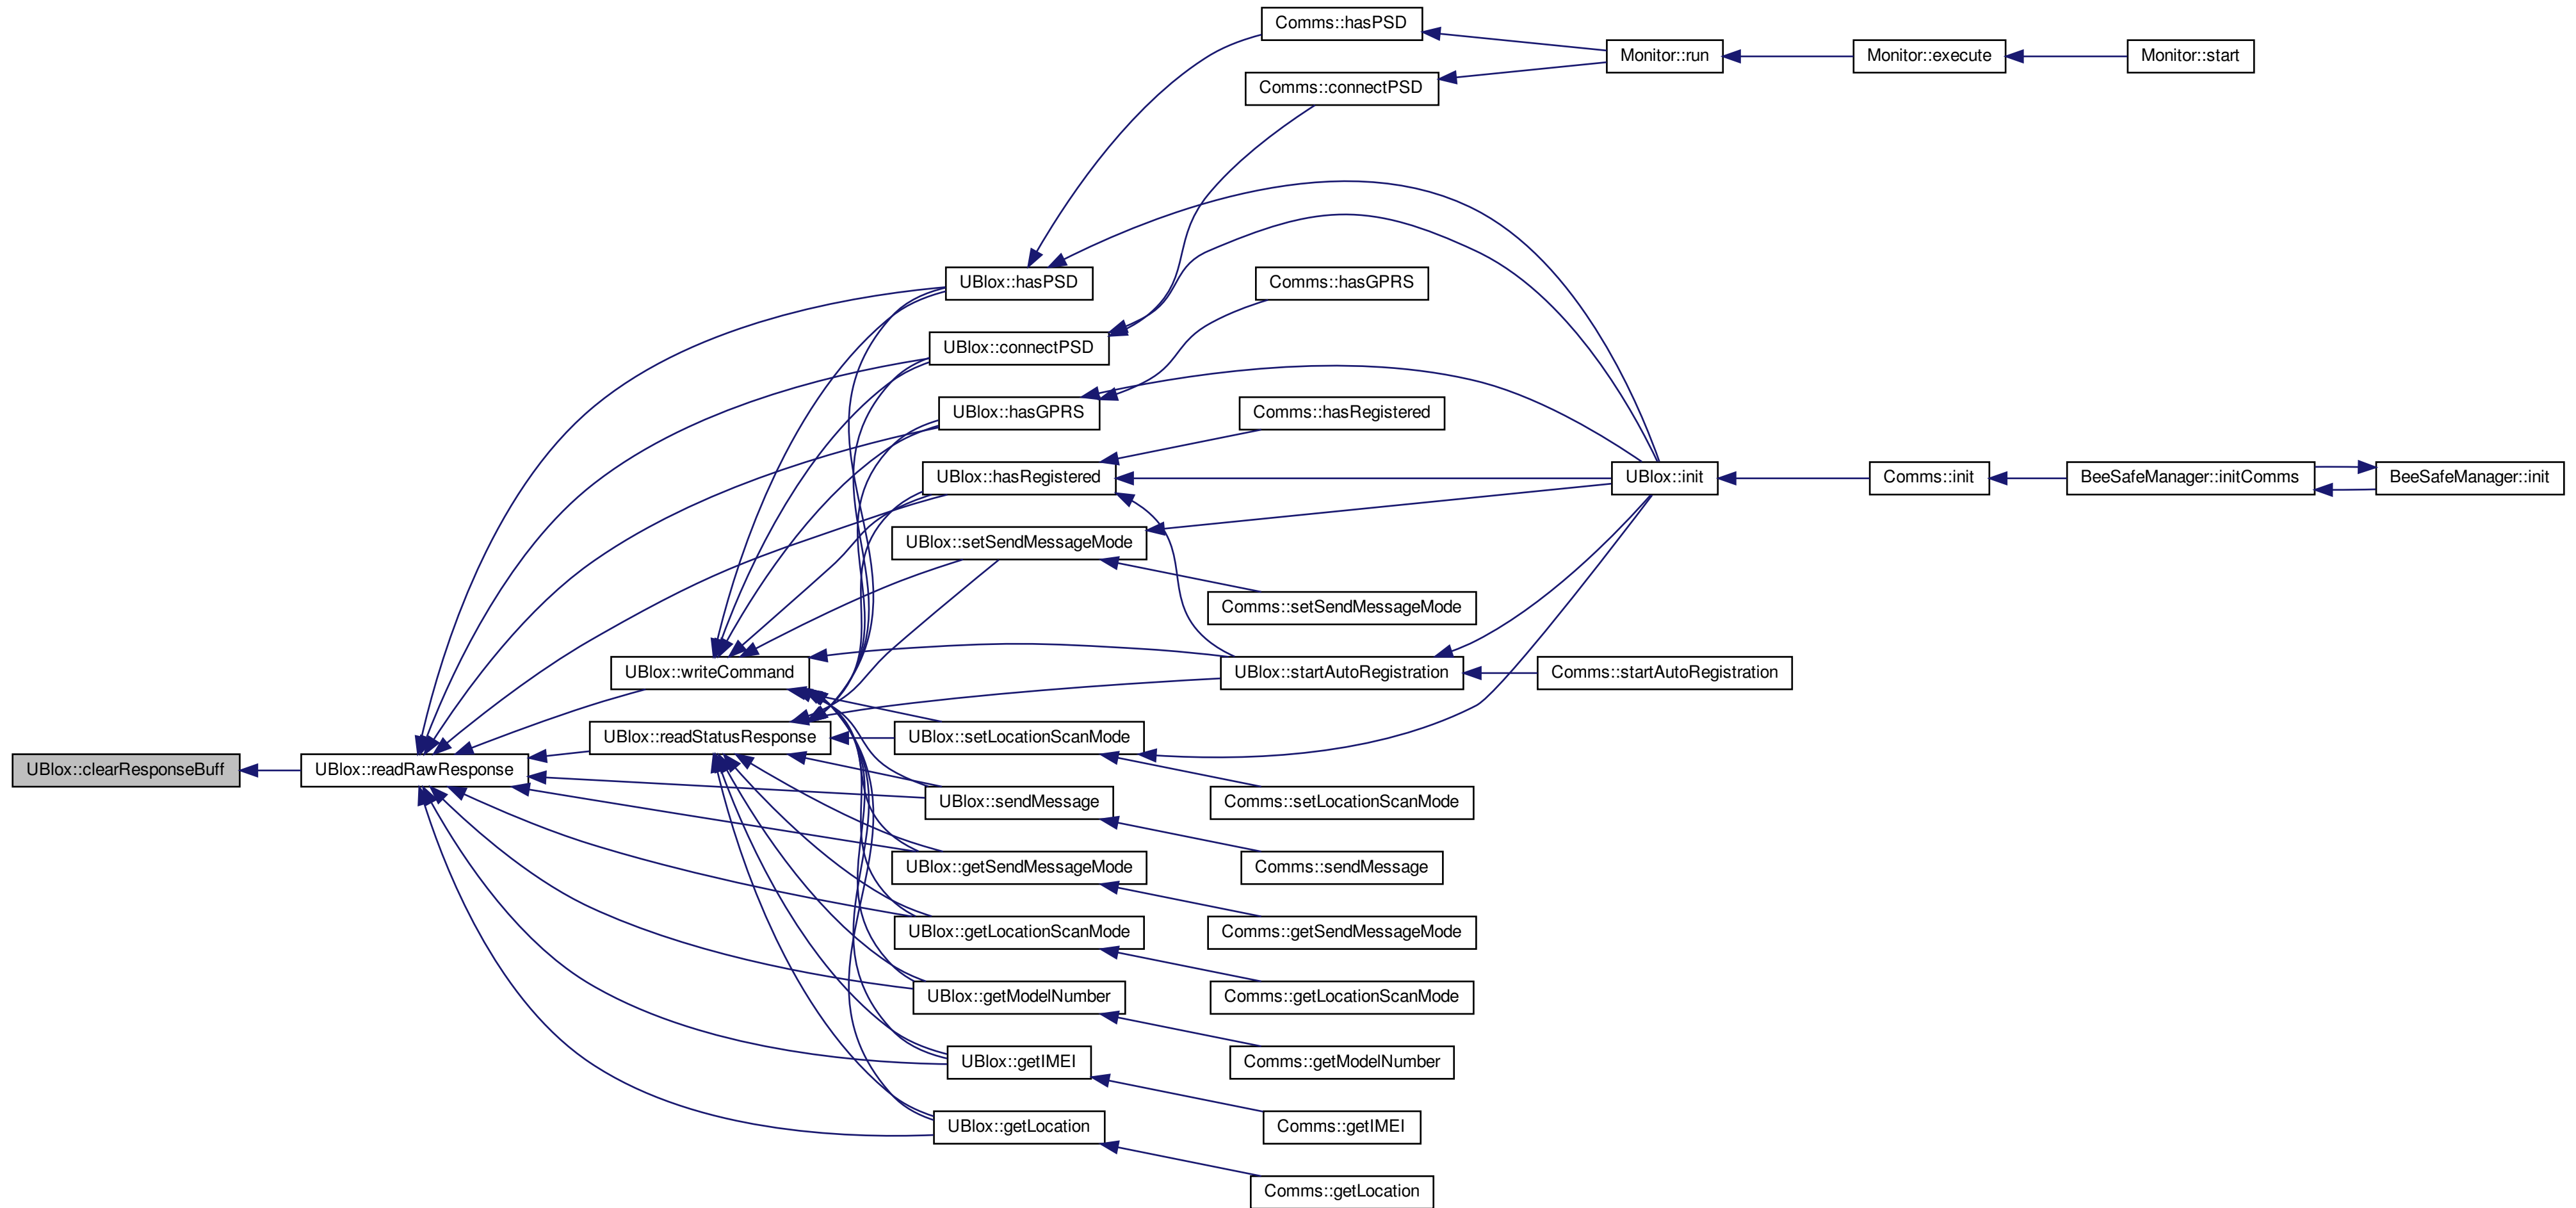 Comms::hasPSD
Monitor::run
Monitor::execute
Monitor::start
Comms::connectPSD
UBlox::hasPSD
Comms::hasGPRS
UBlox::connectPSD
UBlox::hasGPRS
Comms::hasRegistered
UBlox::hasRegistered
UBlox::init
Comms::init
BeeSafeManager::initComms
BeeSafeManager::init
UBlox::setSendMessageMode
Comms::setSendMessageMode
UBlox::writeCommand
UBlox::startAutoRegistration
Comms::startAutoRegistration
UBlox::readStatusResponse
UBlox::setLocationScanMode
UBlox::clearResponseBuff
UBlox::readRawResponse
UBlox::sendMessage
Comms::setLocationScanMode
UBlox::getSendMessageMode
Comms::sendMessage
UBlox::getLocationScanMode
Comms::getSendMessageMode
UBlox::getModelNumber
Comms::getLocationScanMode
UBlox::getIMEI
Comms::getModelNumber
UBlox::getLocation
Comms::getIMEI
Comms::getLocation